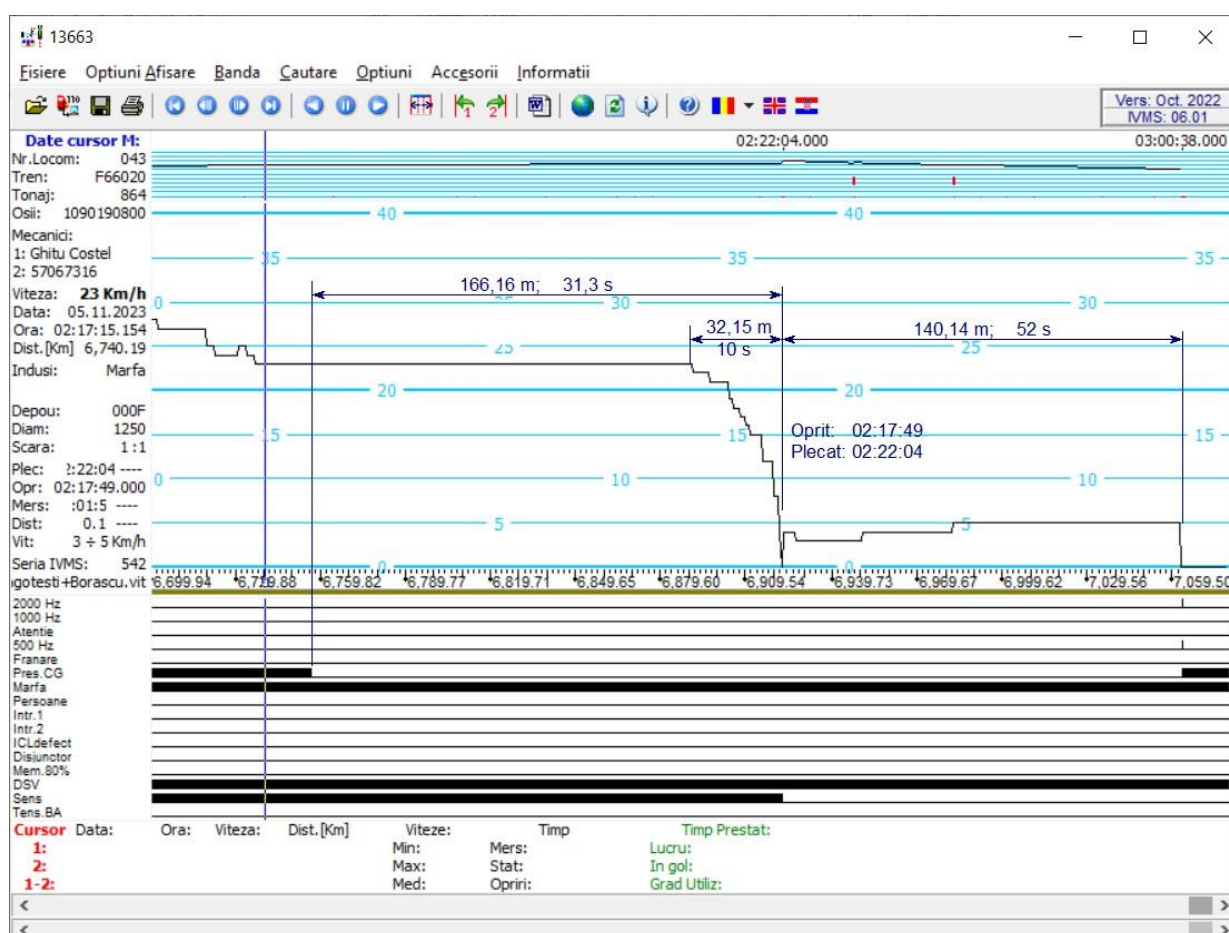 13663
Fisiere Optiuni Afisare Banda Cautare Optiuni Accesorii Informatii
Vers: Oct. 2022
IVMS: 06.01
Date cursor M:
02:22:04.000 03:00:38.000
Nr.Locom: 043
Tren: F66020
Tonaj: 864
Osii: 1090190800
40 40
Mecanici:
1: Ghitu Costel
2: 57067316
35 35 35
166,16 m; 31,3 s
Viteza: 23 Km/h
0 30 30
Data: 05.11.2023
Ora: 02:17:15.154
32,15 m 140,14 m; 52 s
Dist.[Km] 6,740.19
25 10 s 25
Indusi: Marfa
20 20
Depou: 000F
Diam: 1250
Scara: 1:1
15 15 15
Oprit: 02:17:49
Plecat: 02:22:04
Plec: 2:22:04 ----
Opr: 02:17:49.000
0 10 10
Mers: :01:5 ----
Dist: 0.1 ----
5 5
Vit: 3 ÷ 5 Km/h
Seria IVMS: 542
0 0
igotesti+Borascu.vit 6,699.94 6,729.88 6,759.82 6,789.77 6,819.71 6,849.65 6,879.60 6,909.54 6,939.73 6,969.67 6,999.62 7,029.56 7,059.50
2000 Hz
1000 Hz
Atentie
500 Hz
Franare
Pres.CG
Marfa
Persoane
Intr.1
Intr.2
ICLdefect
Disjunctor
Mem.80%
DSV
Sens
Tens.BA
Cursor Data: Ora: Viteza: Dist.[Km] Viteze: Timp Timp Prestat:
1: Min: Mers: Lucru:
2: Max: Stat: In gol:
1-2: Med: Opriri: Grad Utiliz: